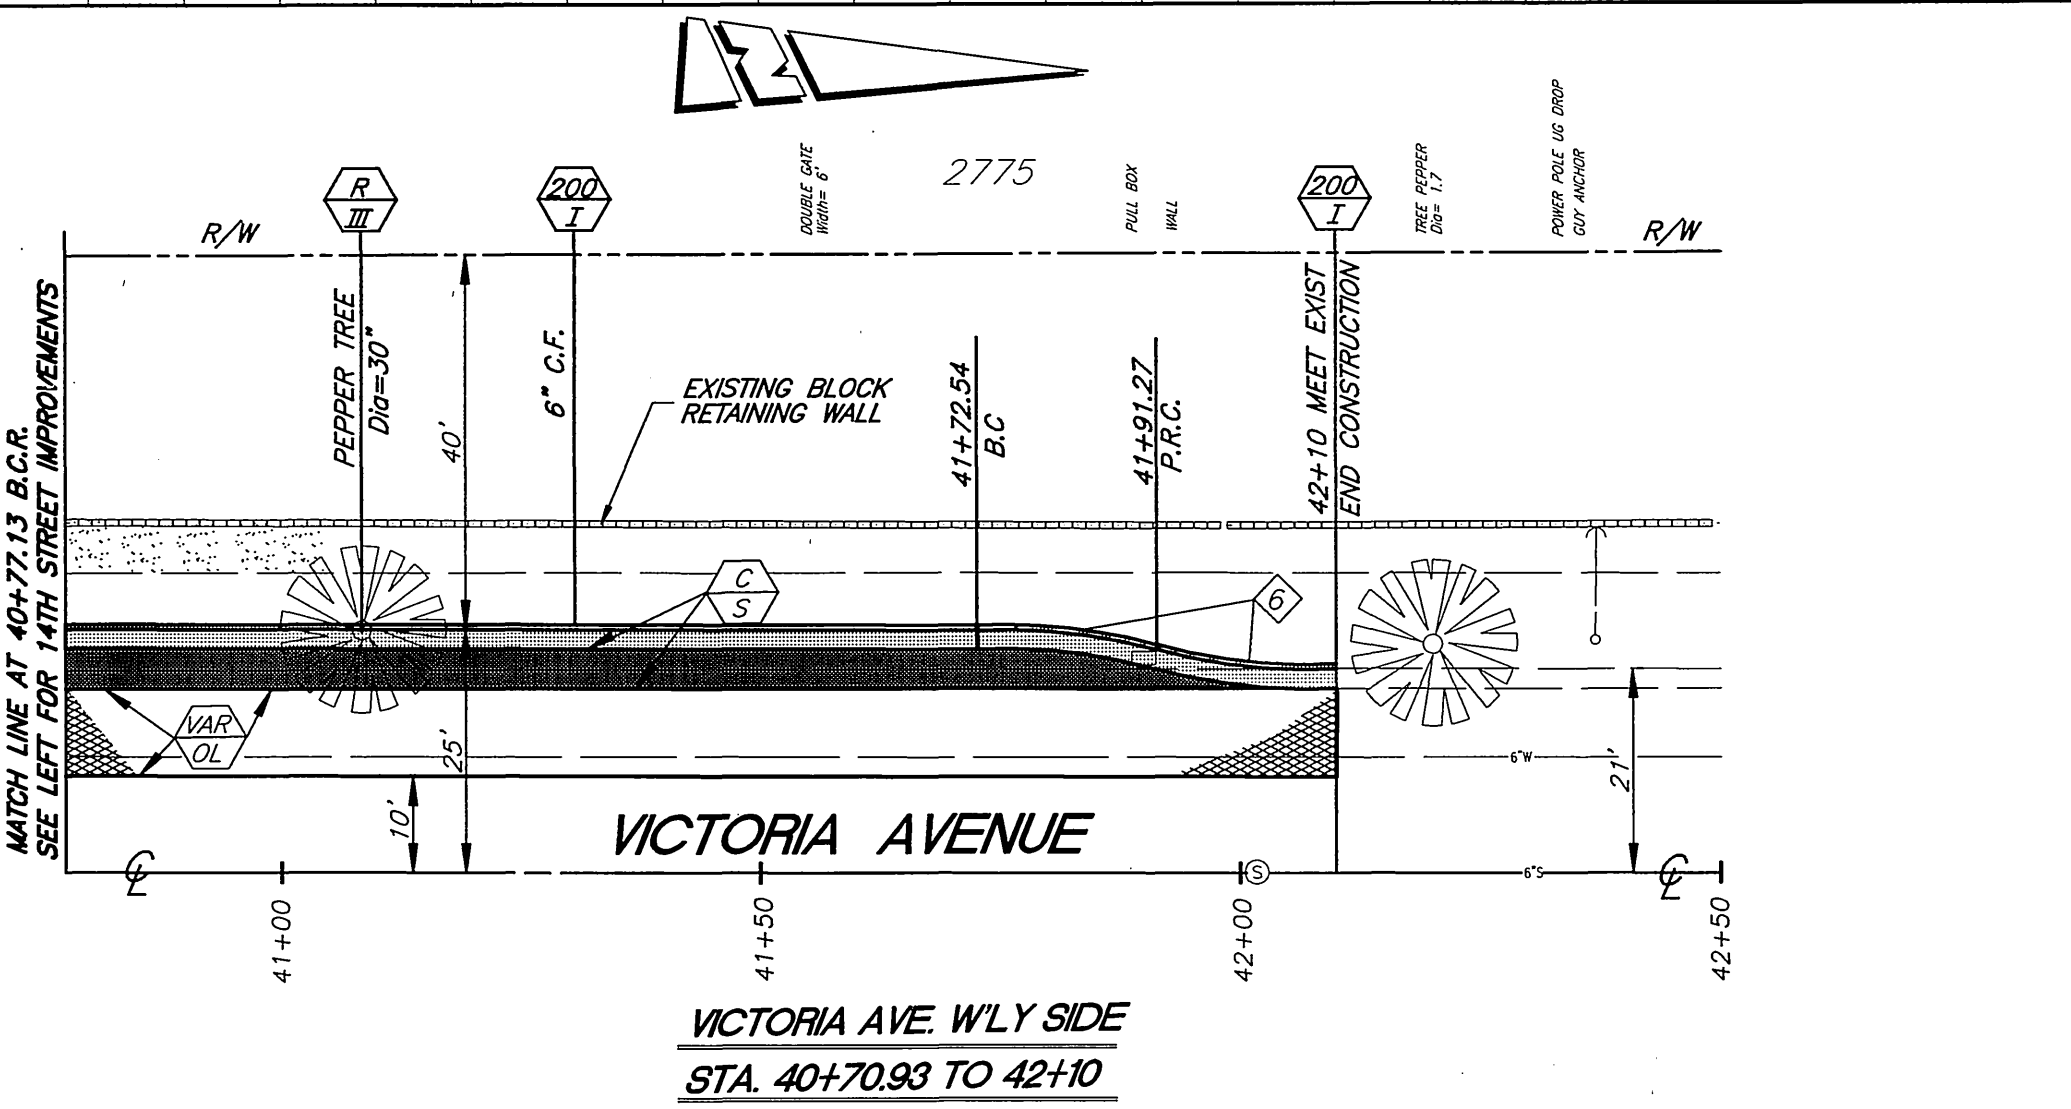 2775
DOUBLE GATE
Width= 6'
PULL BOX
WALL
TREE PEPPER
Dia= 1.7
POWER POLE UG DROP
GUY ANCHOR
R
III
200
I
200
I
R/W
R/W
MATCH LINE AT 40+77.13 B.C.R.
SEE LEFT FOR 14TH STREET IMPROVEMENTS
PEPPER TREE
Dia=30"
40'
6" C.F.
EXISTING BLOCK
RETAINING WALL
41+72.54
B.C
41+91.27
P.R.C.
42+10 MEET EXIST
END CONSTRUCTION
C
S
6
VAR
OL
25'
10'
6"W
21'
VICTORIA AVENUE
CL
S
6"S
CL
41+00
41+50
42+00
42+50
VICTORIA AVE. W'LY SIDE
STA. 40+70.93 TO 42+10